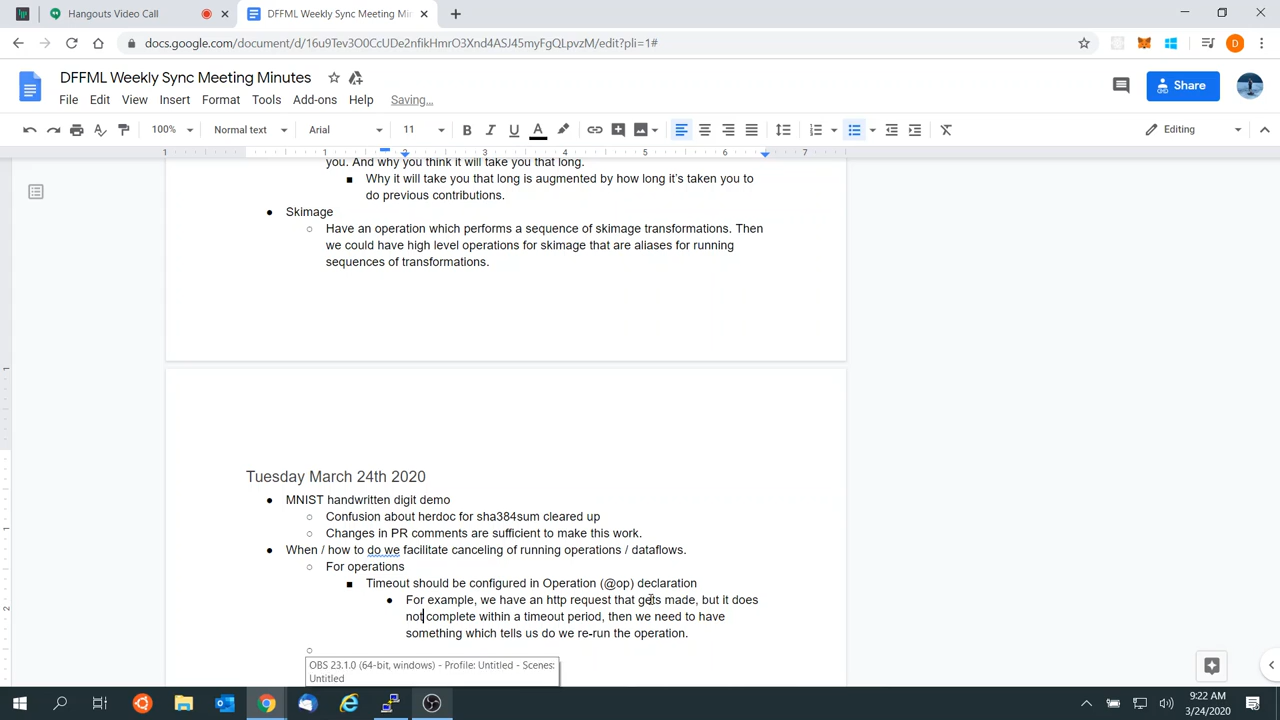 Hangouts Video Call
DFFML Weekly Sync Meeting Min
docs.google.com/document/d/16u9Tev3O0CcUDe2nfikHmrO3Xnd4ASJ45myFgQLpvzM/edit?pli=1#
D
DFFML Weekly Sync Meeting Minutes
File Edit View Insert Format Tools Add-ons Help Saving...
Share
100% Normal text Arial 11 B I U A Editing
1 1 2 3 4 5 6 7
you. And why you think it will take you that long.
■ Why it will take you that long is augmented by how long it's taken you to
do previous contributions.
● Skimage
○ Have an operation which performs a sequence of skimage transformations. Then
we could have high level operations for skimage that are aliases for running
sequences of transformations.
Tuesday March 24th 2020
● MNIST handwritten digit demo
○ Confusion about herdoc for sha384sum cleared up
○ Changes in PR comments are sufficient to make this work.
● When / how to do we facilitate canceling of running operations / dataflows.
○ For operations
■ Timeout should be configured in Operation (@op) declaration
● For example, we have an http request that gets made, but it does
not complete within a timeout period, then we need to have
something which tells us do we re-run the operation.
○
OBS 23.1.0 (64-bit, windows) - Profile: Untitled - Scenes:
Untitled
9:22 AM
3/24/2020